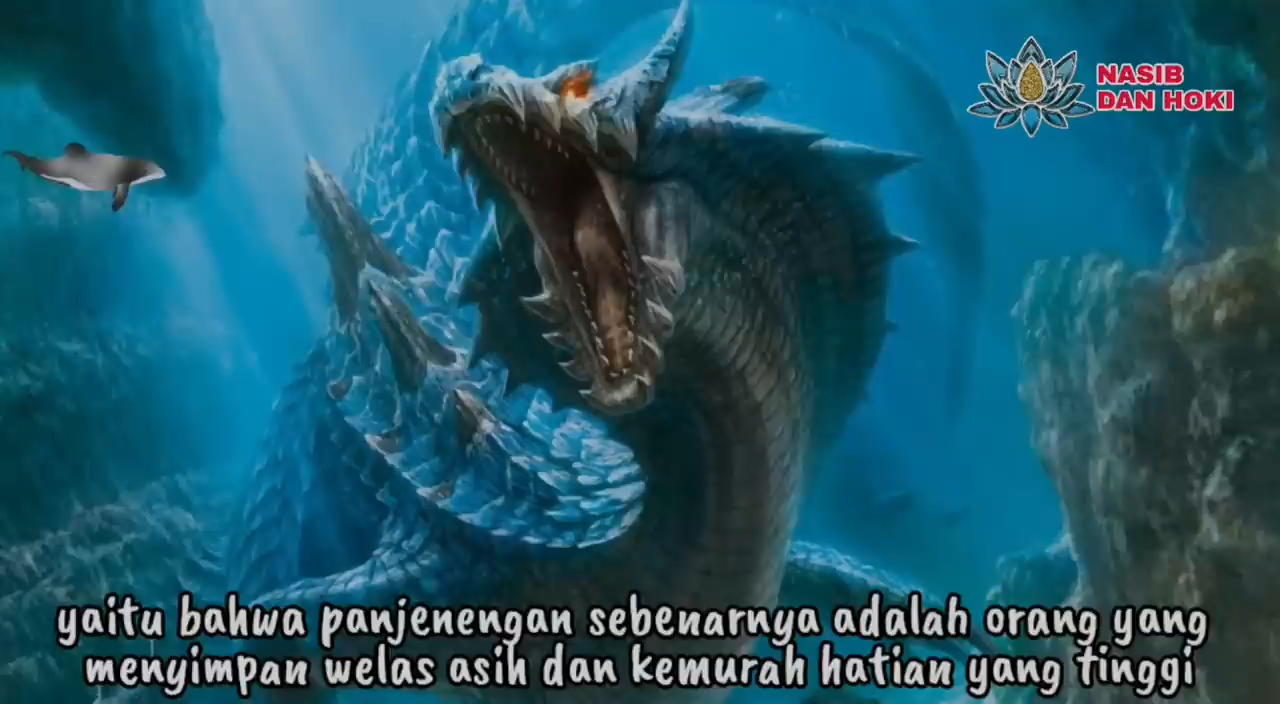 NASIB
DAN HOKI
yaitu bahwa panjenengan sebenarnya adalah orang yang
menyimpan welas asih dan kemurah hatian yang tinggi